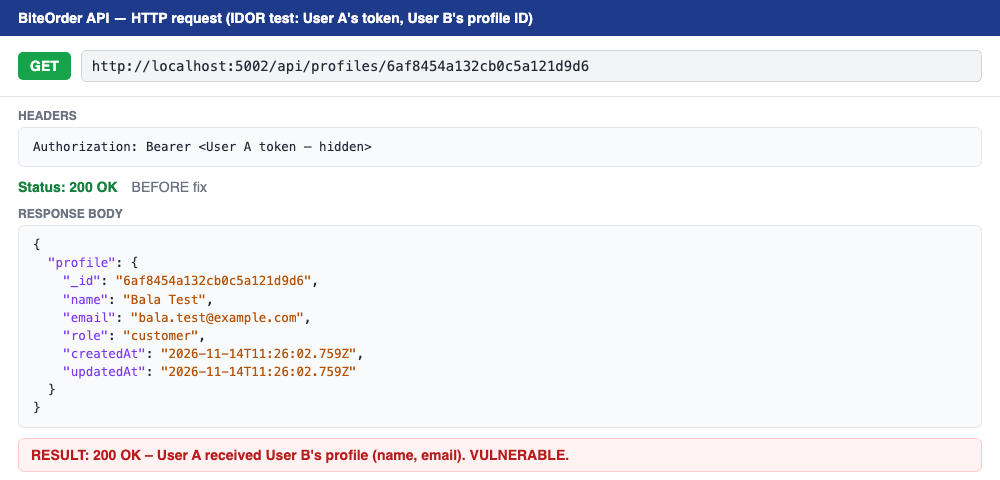 BiteOrder API — HTTP request (IDOR test: User A's token, User B's profile ID)
GET http://localhost:5002/api/profiles/6af8454a132cb0c5a121d9d6
HEADERS
Authorization: Bearer <User A token — hidden>
Status: 200 OK BEFORE fix
RESPONSE BODY
{
  "profile": {
    "_id": "6af8454a132cb0c5a121d9d6",
    "name": "Bala Test",
    "email": "bala.test@example.com",
    "role": "customer",
    "createdAt": "2026-11-14T11:26:02.759Z",
    "updatedAt": "2026-11-14T11:26:02.759Z"
  }
}
RESULT: 200 OK – User A received User B's profile (name, email). VULNERABLE.